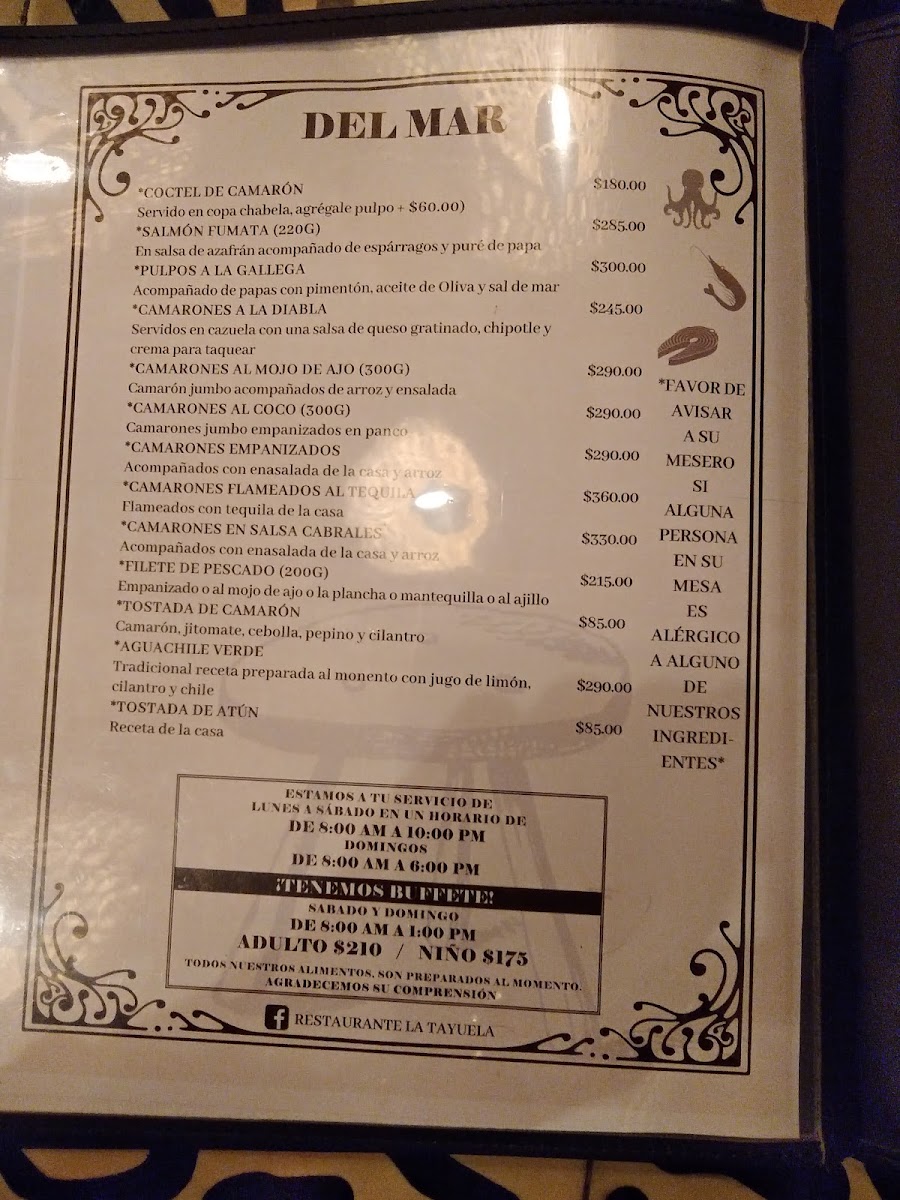 DEL MAR
*COCTEL DE CAMARÓN $180.00
Servido en copa chabela, agrégale pulpo + $60.00)
*SALMÓN FUMATA (220G) $285.00
En salsa de azafrán acompañado de espárragos y puré de papa
*PULPOS A LA GALLEGA $300.00
Acompañado de papas con pimentón, aceite de Oliva y sal de mar
*CAMARONES A LA DIABLA $245.00
Servidos en cazuela con una salsa de queso gratinado, chipotle y
crema para taquear
*CAMARONES AL MOJO DE AJO (300G) $290.00
Camarón jumbo acompañados de arroz y ensalada
*CAMARONES AL COCO (300G) $290.00
Camarones jumbo empanizados en panco
*CAMARONES EMPANIZADOS $290.00
Acompañados con enasalada de la casa y arroz
*CAMARONES FLAMEADOS AL TEQUILA $360.00
Flameados con tequila de la casa
*CAMARONES EN SALSA CABRALES $330.00
Acompañados con enasalada de la casa y arroz
*FILETE DE PESCADO (200G) $215.00
Empanizado o al mojo de ajo o la plancha o mantequilla o al ajillo
*TOSTADA DE CAMARÓN $85.00
Camarón, jitomate, cebolla, pepino y cilantro
*AGUACHILE VERDE
Tradicional receta preparada al monento con jugo de limón,
cilantro y chile $290.00
*TOSTADA DE ATÚN
Receta de la casa $85.00
*FAVOR DE
AVISAR
A SU
MESERO
SI
ALGUNA
PERSONA
EN SU
MESA
ES
ALÉRGICO
A ALGUNO
DE
NUESTROS
INGREDI-
ENTES*
ESTAMOS A TU SERVICIO DE
LUNES A SÁBADO EN UN HORARIO DE
DE 8:00 AM A 10:00 PM
DOMINGOS
DE 8:00 AM A 6:00 PM
¡TENEMOS BUFFETE!
SABADO Y DOMINGO
DE 8:00 AM A 1:00 PM
ADULTO $210 / NIÑO $175
TODOS NUESTROS ALIMENTOS, SON PREPARADOS AL MOMENTO.
AGRADECEMOS SU COMPRENSIÓN
f RESTAURANTE LA TAYUELA